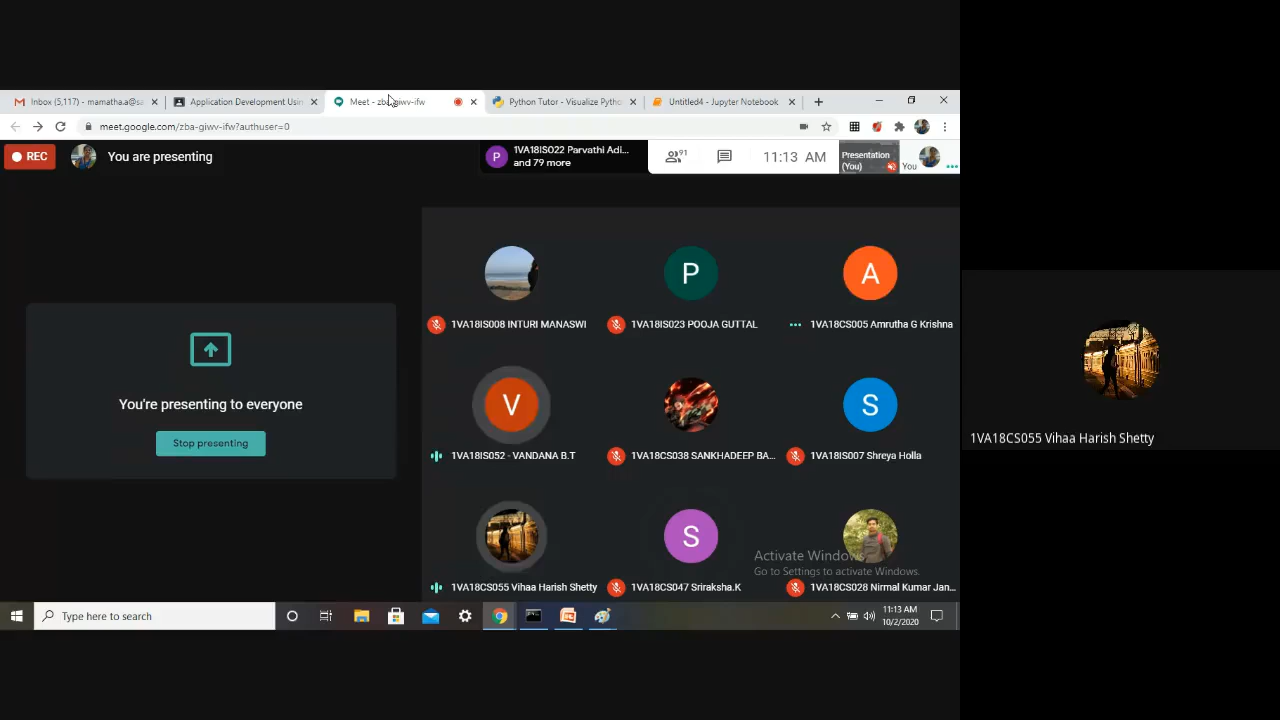 Inbox (5,117) - mamatha.a@sa
Application Development Usin
Meet - zba-giwv-ifw
Python Tutor - Visualize Pytho
Untitled4 - Jupyter Notebook
meet.google.com/zba-giwv-ifw?authuser=0
REC
You are presenting
P
1VA18IS022 Parvathi Adi...
and 79 more
91
11:13 AM
Presentation
(You)
You
P
A
1VA18IS008 INTURI MANASWI
1VA18IS023 POOJA GUTTAL
1VA18CS005 Amrutha G Krishna
You're presenting to everyone
Stop presenting
V
S
1VA18IS052 - VANDANA B.T
1VA18CS038 SANKHADEEP BA...
1VA18IS007 Shreya Holla
1VA18CS055 Vihaa Harish Shetty
S
Activate Windows
Go to Settings to activate Windows.
1VA18CS055 Vihaa Harish Shetty
1VA18CS047 Sriraksha.K
1VA18CS028 Nirmal Kumar Jan...
Type here to search
11:13 AM
10/2/2020